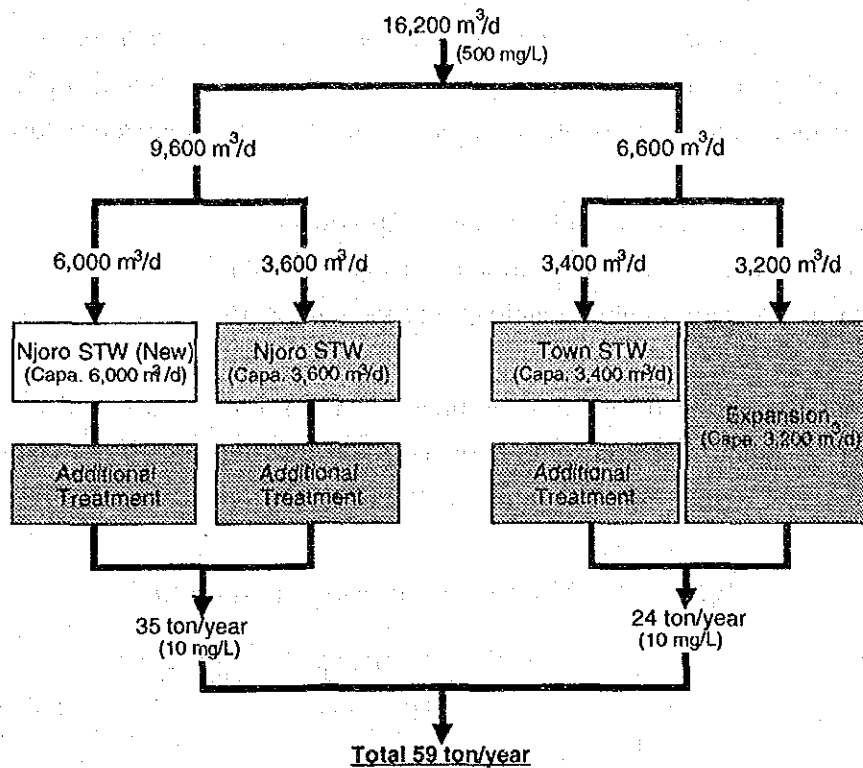 16,200 m³/d
(500 mg/L)
9,600 m³/d
6,600 m³/d
6,000 m³/d
3,600 m³/d
3,400 m³/d
3,200 m³/d
Njoro STW (New)
(Capa. 6,000 m³/d)
Njoro STW
(Capa. 3,600 m³/d)
Town STW
(Capa. 3,400 m³/d)
Expansion
(Capa. 3,200 m³/d)
Additional
Treatment
Additional
Treatment
Additional
Treatment
35 ton/year
(10 mg/L)
24 ton/year
(10 mg/L)
Total 59 ton/year